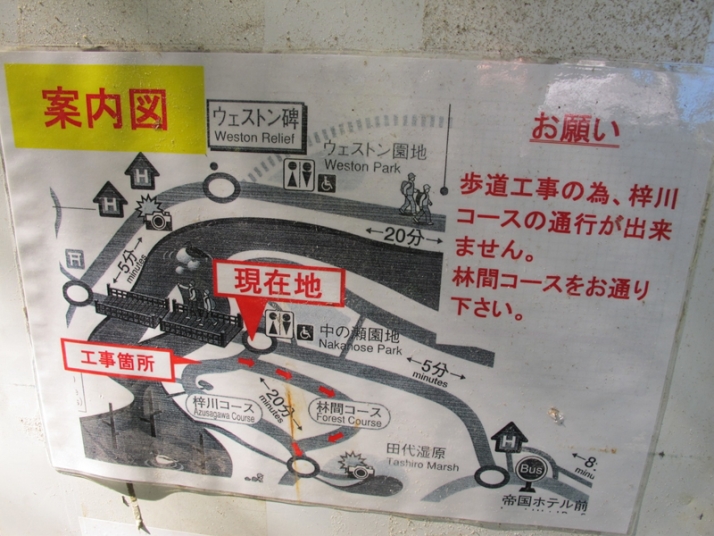 案内図
ウェストン碑
Weston Relief
ウェストン園地
Weston Park
お願い
歩道工事の為、梓川
コースの通行が出来
ません。
林間コースをお通り
下さい。
H
H
←20分→
←5分→
minutes
現在地
中の瀬園地
Nakanose Park
工事箇所
←5分→
minutes
梓川コース
Azusagawa Course
←20分→
minutes
林間コース
Forest Course
田代湿原
Tashiro Marsh
H
Bus
←8
帝国ホテル前